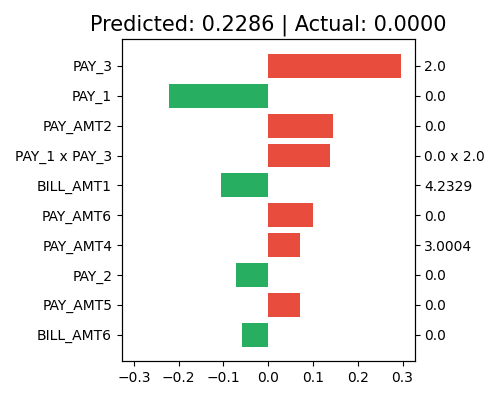 Predicted: 0.2286 | Actual: 0.0000
PAY_3 2.0
PAY_1 0.0
PAY_AMT2 0.0
PAY_1 x PAY_3 0.0 x 2.0
BILL_AMT1 4.2329
PAY_AMT6 0.0
PAY_AMT4 3.0004
PAY_2 0.0
PAY_AMT5 0.0
BILL_AMT6 0.0
−0.3 −0.2 −0.1 0.0 0.1 0.2 0.3